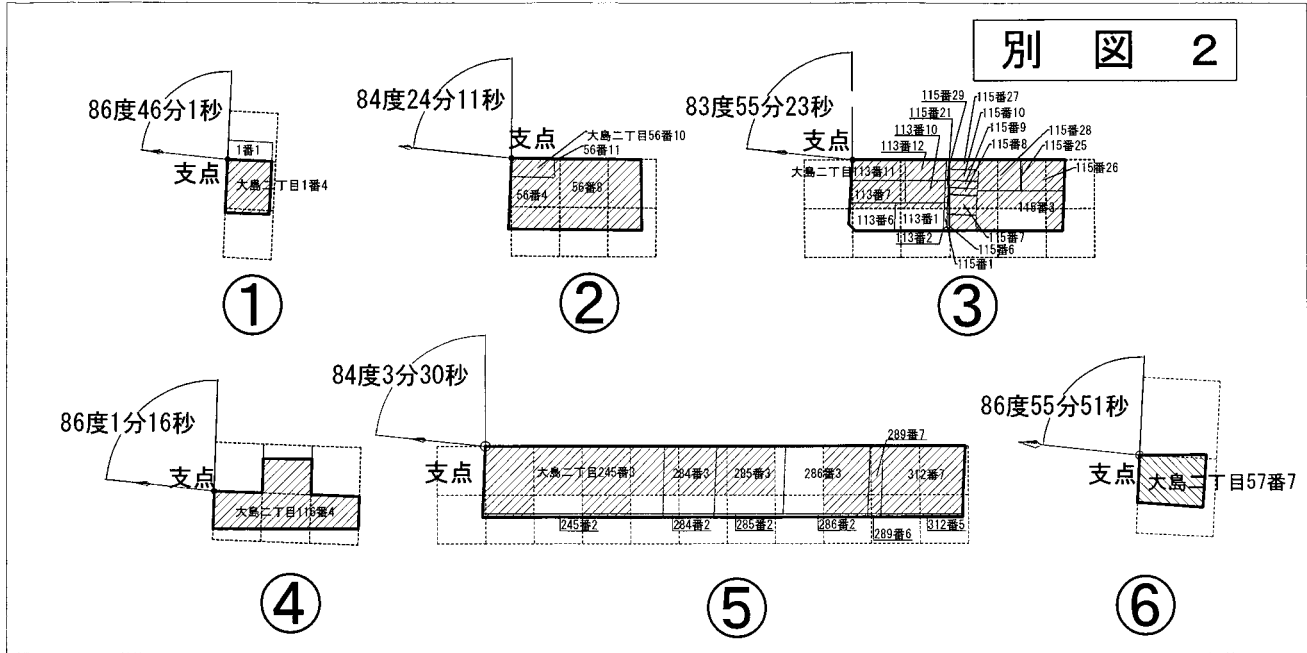 別 図 2
86度46分1秒
支点
1番1
大島二丁目1番4
①
84度24分11秒
支点
大島二丁目56番10
56番11
56番4
56番8
②
83度55分23秒
支点
115番29
115番21
113番10
113番12
115番27
115番10
115番9
115番8
115番28
115番25
115番26
大島二丁目113番11
113番7
113番6
113番1
113番2
115番3
115番7
115番6
115番1
③
86度1分16秒
支点
大島二丁目116番4
④
84度3分30秒
支点
289番7
大島二丁目245番3
284番3
285番3
286番3
312番7
245番2
284番2
285番2
286番2
289番6
312番5
⑤
86度55分51秒
支点
大島二丁目57番7
⑥